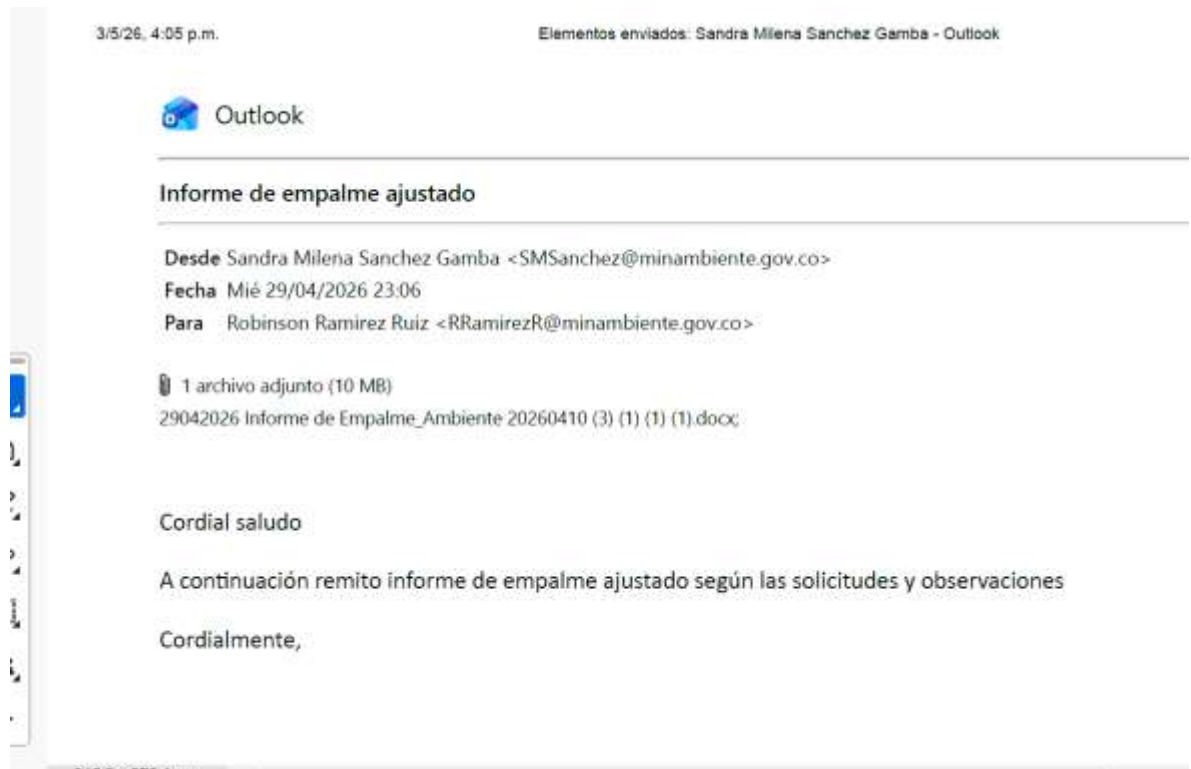 3/5/26, 4:05 p.m. Elementos enviados: Sandra Milena Sanchez Gamba - Outlook
Outlook
Informe de empalme ajustado
Desde Sandra Milena Sanchez Gamba <SMSanchez@minambiente.gov.co>
Fecha Mié 29/04/2026 23:06
Para Robinson Ramirez Ruiz <RRamirezR@minambiente.gov.co>
1 archivo adjunto (10 MB)
29042026 Informe de Empalme_Ambiente 20260410 (3) (1) (1) (1).docx;
Cordial saludo
A continuación remito informe de empalme ajustado según las solicitudes y observaciones
Cordialmente,